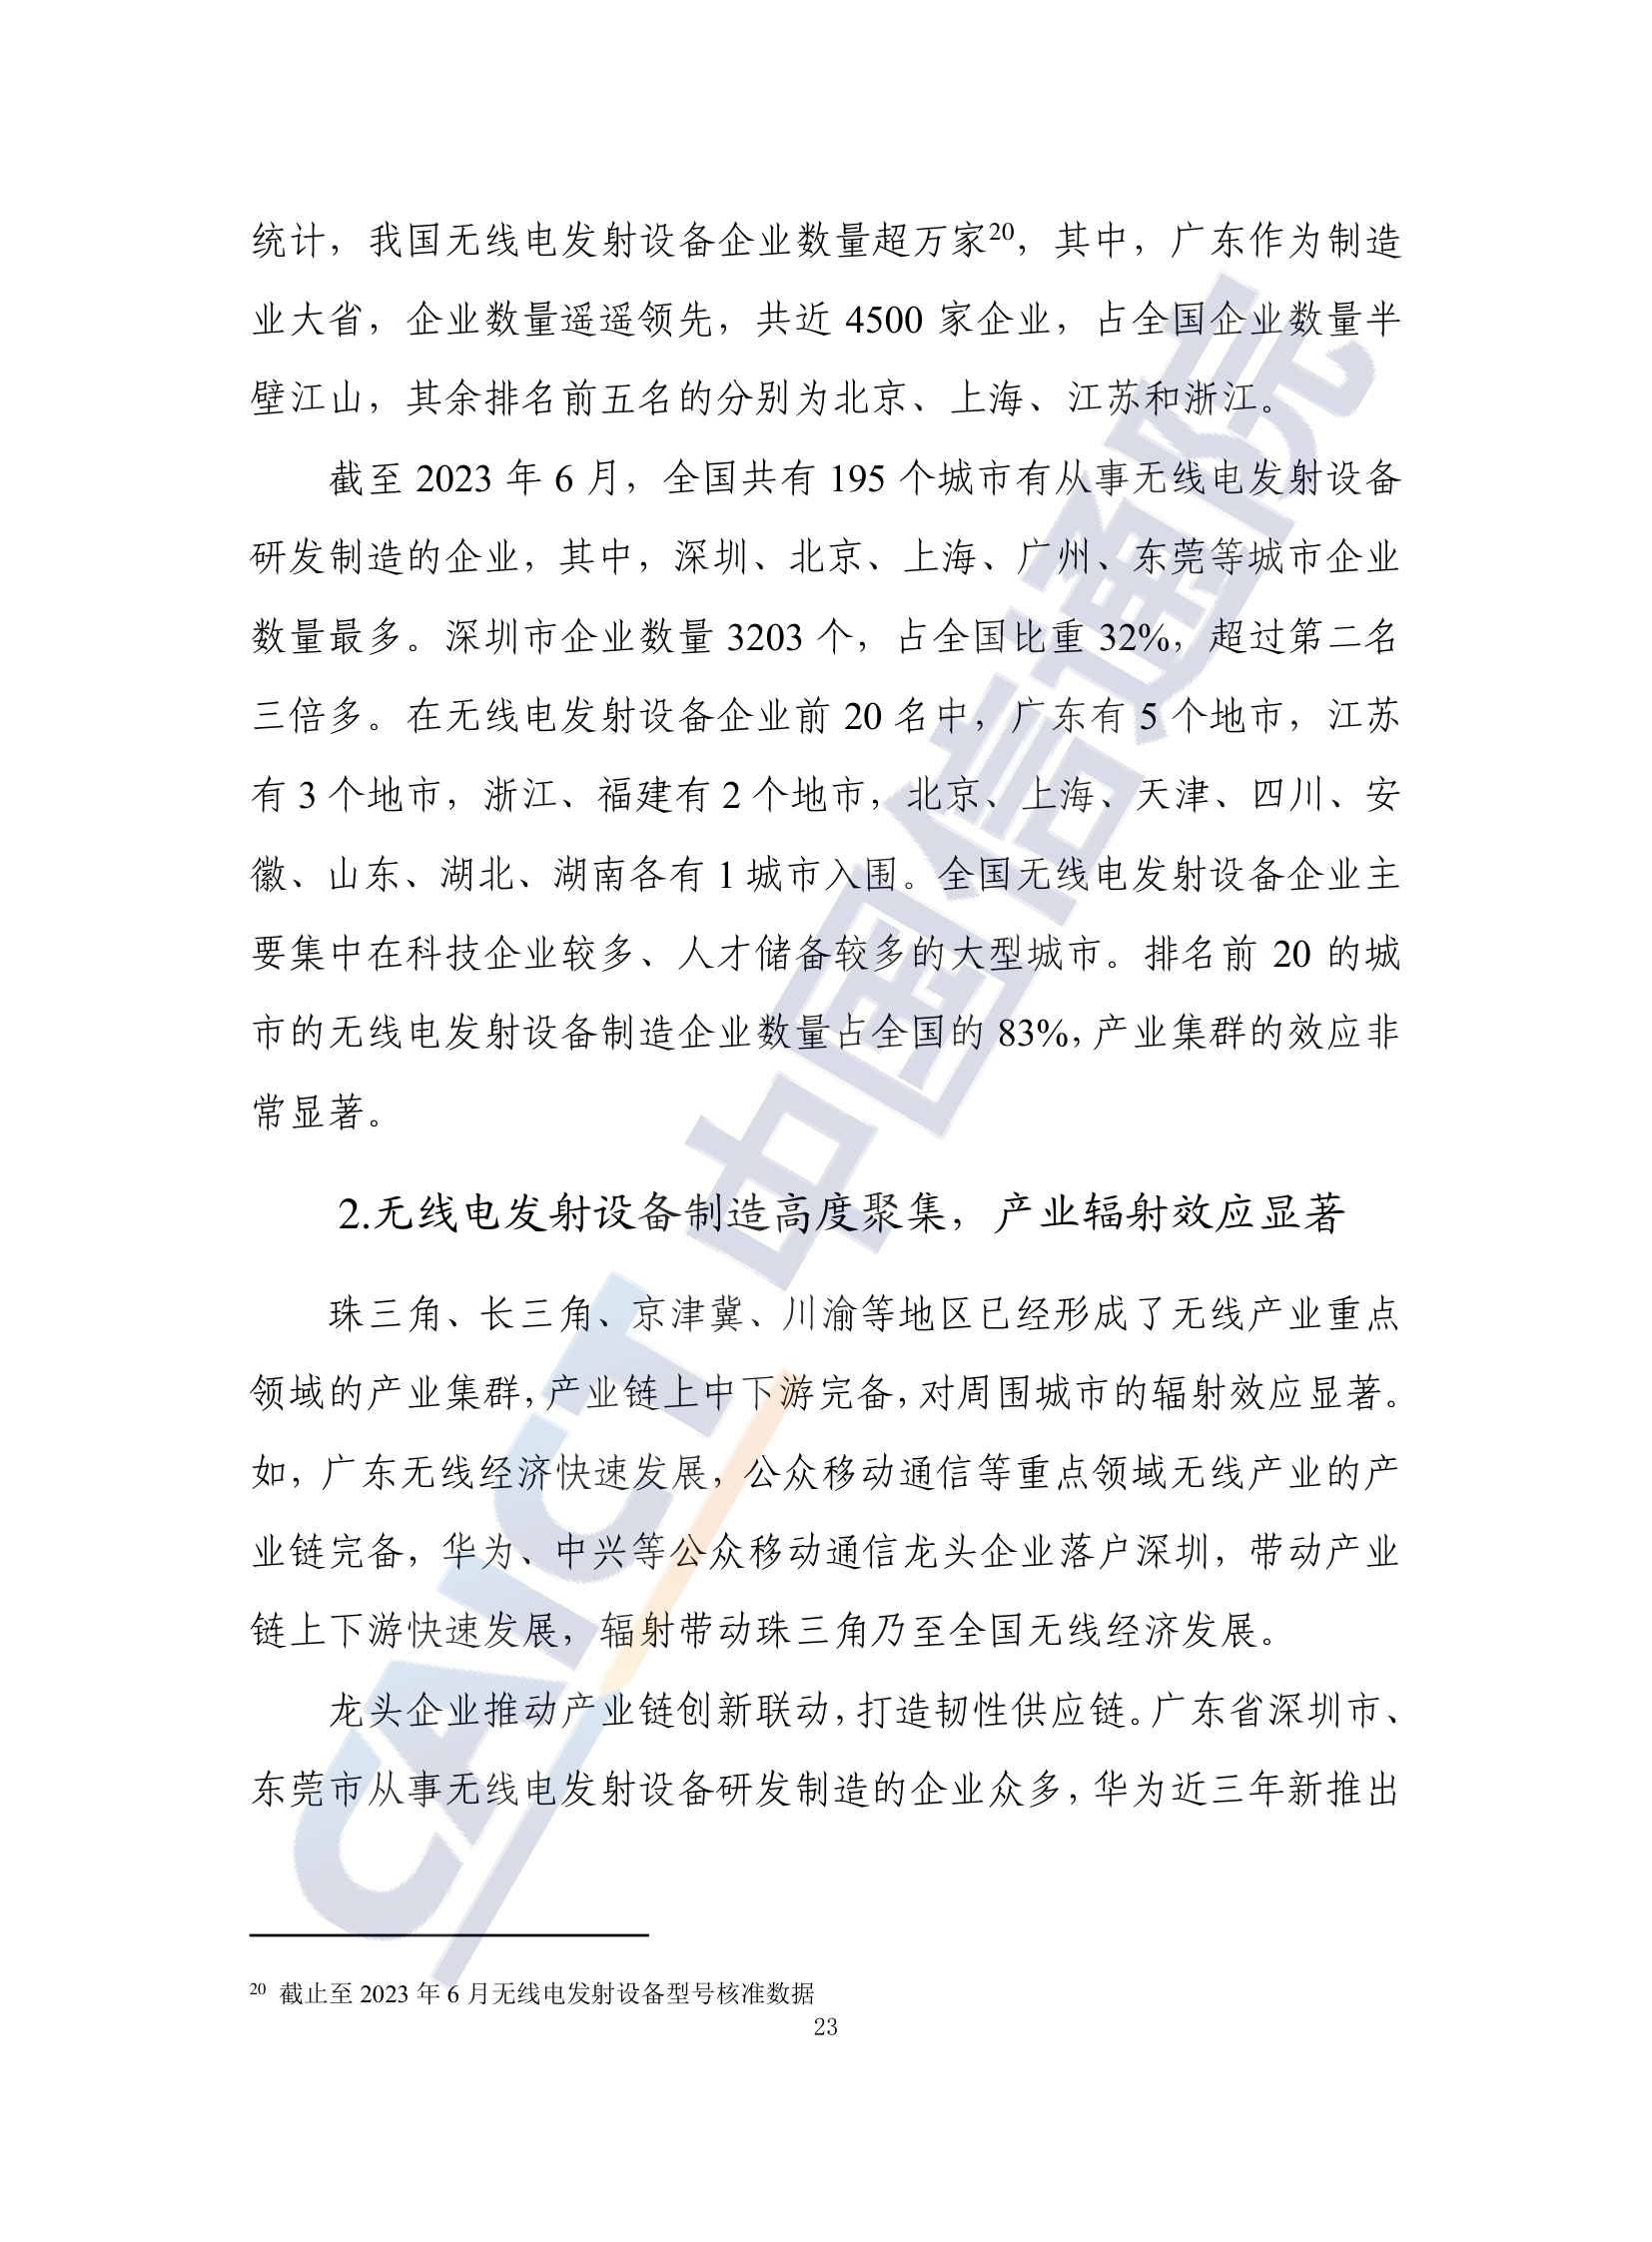 统计，我国无线电发射设备企业数量超万家20，其中，广东作为制造
业大省，企业数量遥遥领先，共近 4500 家企业，占全国企业数量半
壁江山，其余排名前五名的分别为北京、上海、江苏和浙江。
截至 2023 年 6 月，全国共有 195 个城市有从事无线电发射设备
研发制造的企业，其中，深圳、北京、上海、广州、东莞等城市企业
数量最多。深圳市企业数量 3203 个，占全国比重 32%，超过第二名
三倍多。在无线电发射设备企业前 20 名中，广东有 5 个地市，江苏
有 3 个地市，浙江、福建有 2 个地市，北京、上海、天津、四川、安
徽、山东、湖北、湖南各有 1 城市入围。全国无线电发射设备企业主
要集中在科技企业较多、人才储备较多的大型城市。排名前 20 的城
市的无线电发射设备制造企业数量占全国的 83%，产业集群的效应非
常显著。
2.无线电发射设备制造高度聚集，产业辐射效应显著
珠三角、长三角、京津冀、川渝等地区已经形成了无线产业重点
领域的产业集群，产业链上中下游完备，对周围城市的辐射效应显著。
如，广东无线经济快速发展，公众移动通信等重点领域无线产业的产
业链完备，华为、中兴等公众移动通信龙头企业落户深圳，带动产业
链上下游快速发展，辐射带动珠三角乃至全国无线经济发展。
龙头企业推动产业链创新联动，打造韧性供应链。广东省深圳市、
东莞市从事无线电发射设备研发制造的企业众多，华为近三年新推出
20 截止至 2023 年 6 月无线电发射设备型号核准数据
23
CAICT 中国信通院